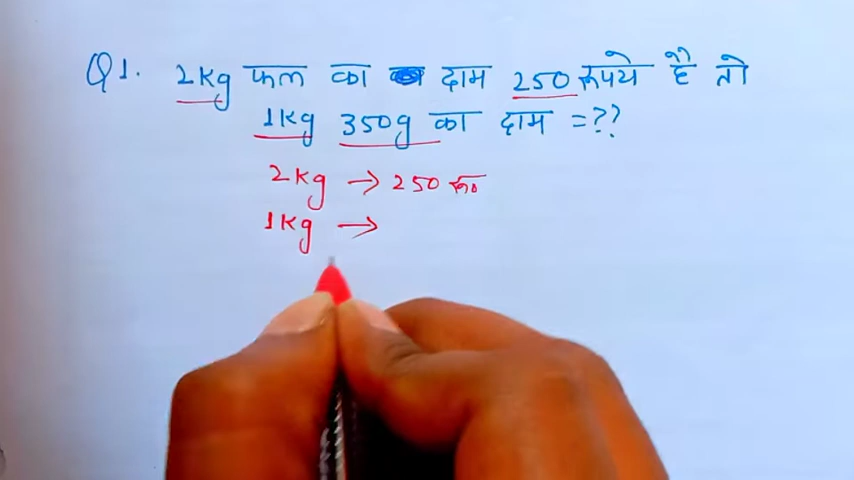 Q1. 2Kg फल का दाम 250 रूपये है तो
1Kg 350g का दाम =??
2Kg → 250 रू०
1Kg →